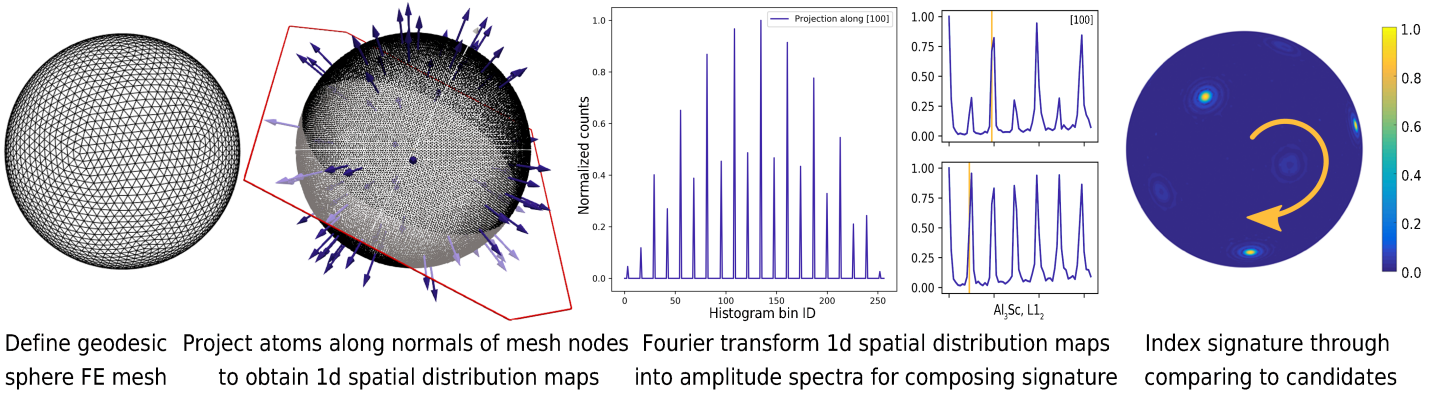 Projection along [100]
1.0
0.8
0.6
0.4
0.2
0.0
Normalized counts
0
50
100
150
200
250
Histogram bin ID
[100]
1.00
0.75
0.50
0.25
0.00
1.00
0.75
0.50
0.25
0.00
Al₃Sc, L1₂
1.0
0.8
0.6
0.4
0.2
0.0
Define geodesic
sphere FE mesh
Project atoms along normals of mesh nodes
to obtain 1d spatial distribution maps
Fourier transform 1d spatial distribution maps
into amplitude spectra for composing signature
Index signature through
comparing to candidates